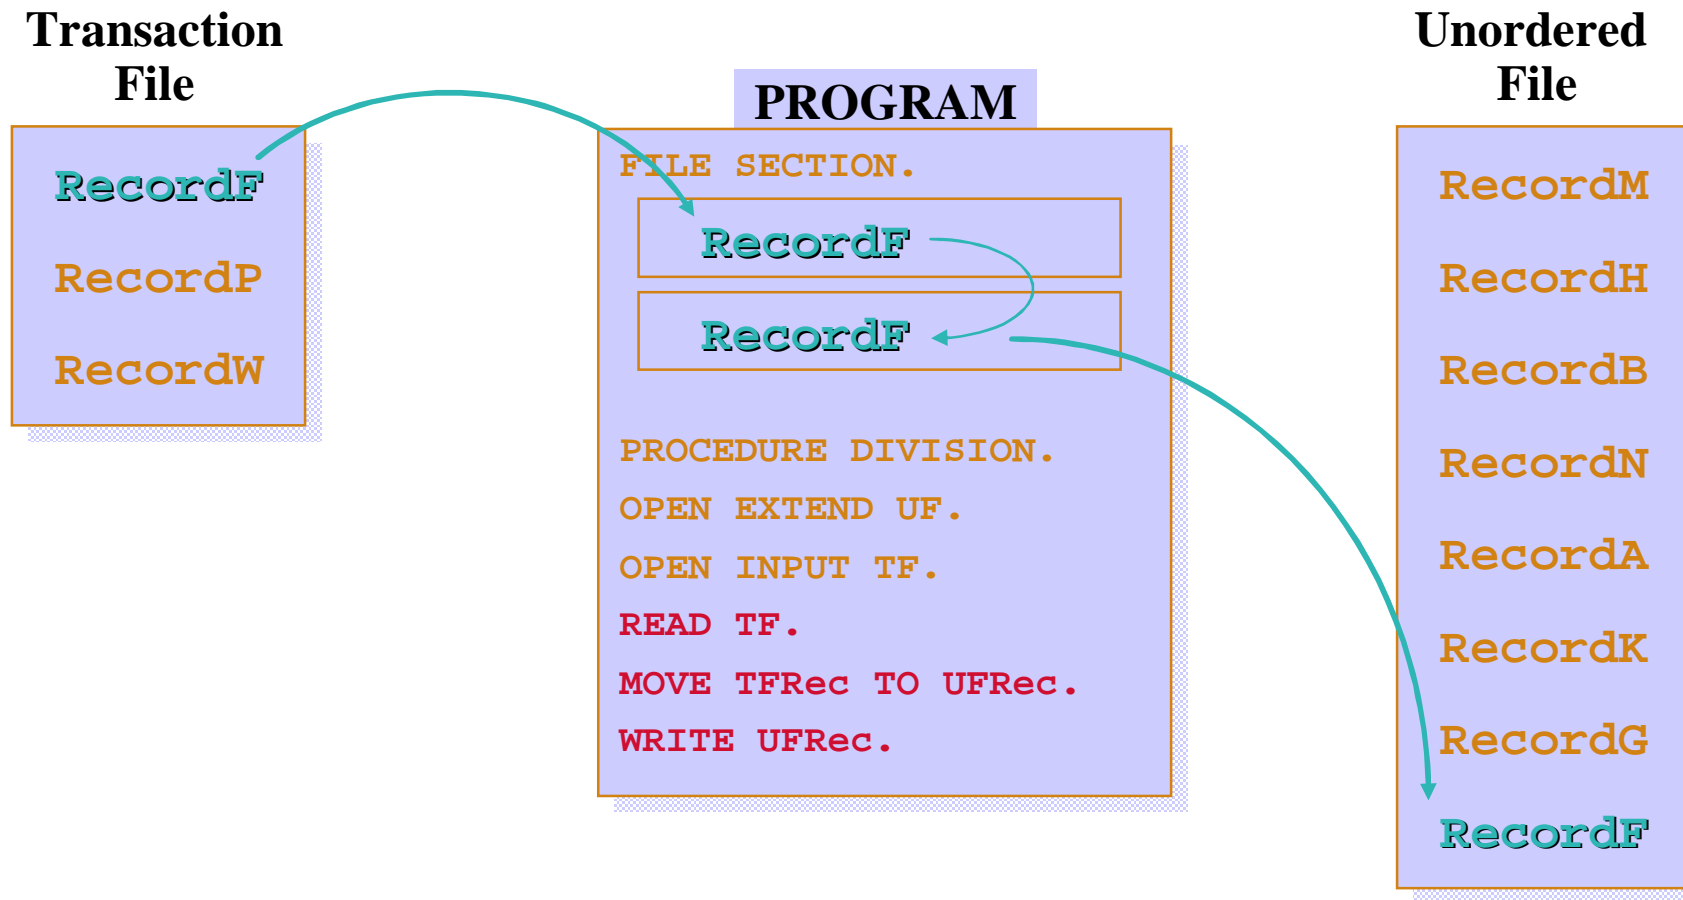 Transaction
File
RecordF
RecordP
RecordW
PROGRAM
FILE SECTION.
RecordF
RecordF
PROCEDURE DIVISION.
OPEN EXTEND UF.
OPEN INPUT TF.
READ TF.
MOVE TFRec TO UFRec.
WRITE UFRec.
Unordered
File
RecordM
RecordH
RecordB
RecordN
RecordA
RecordK
RecordG
RecordF